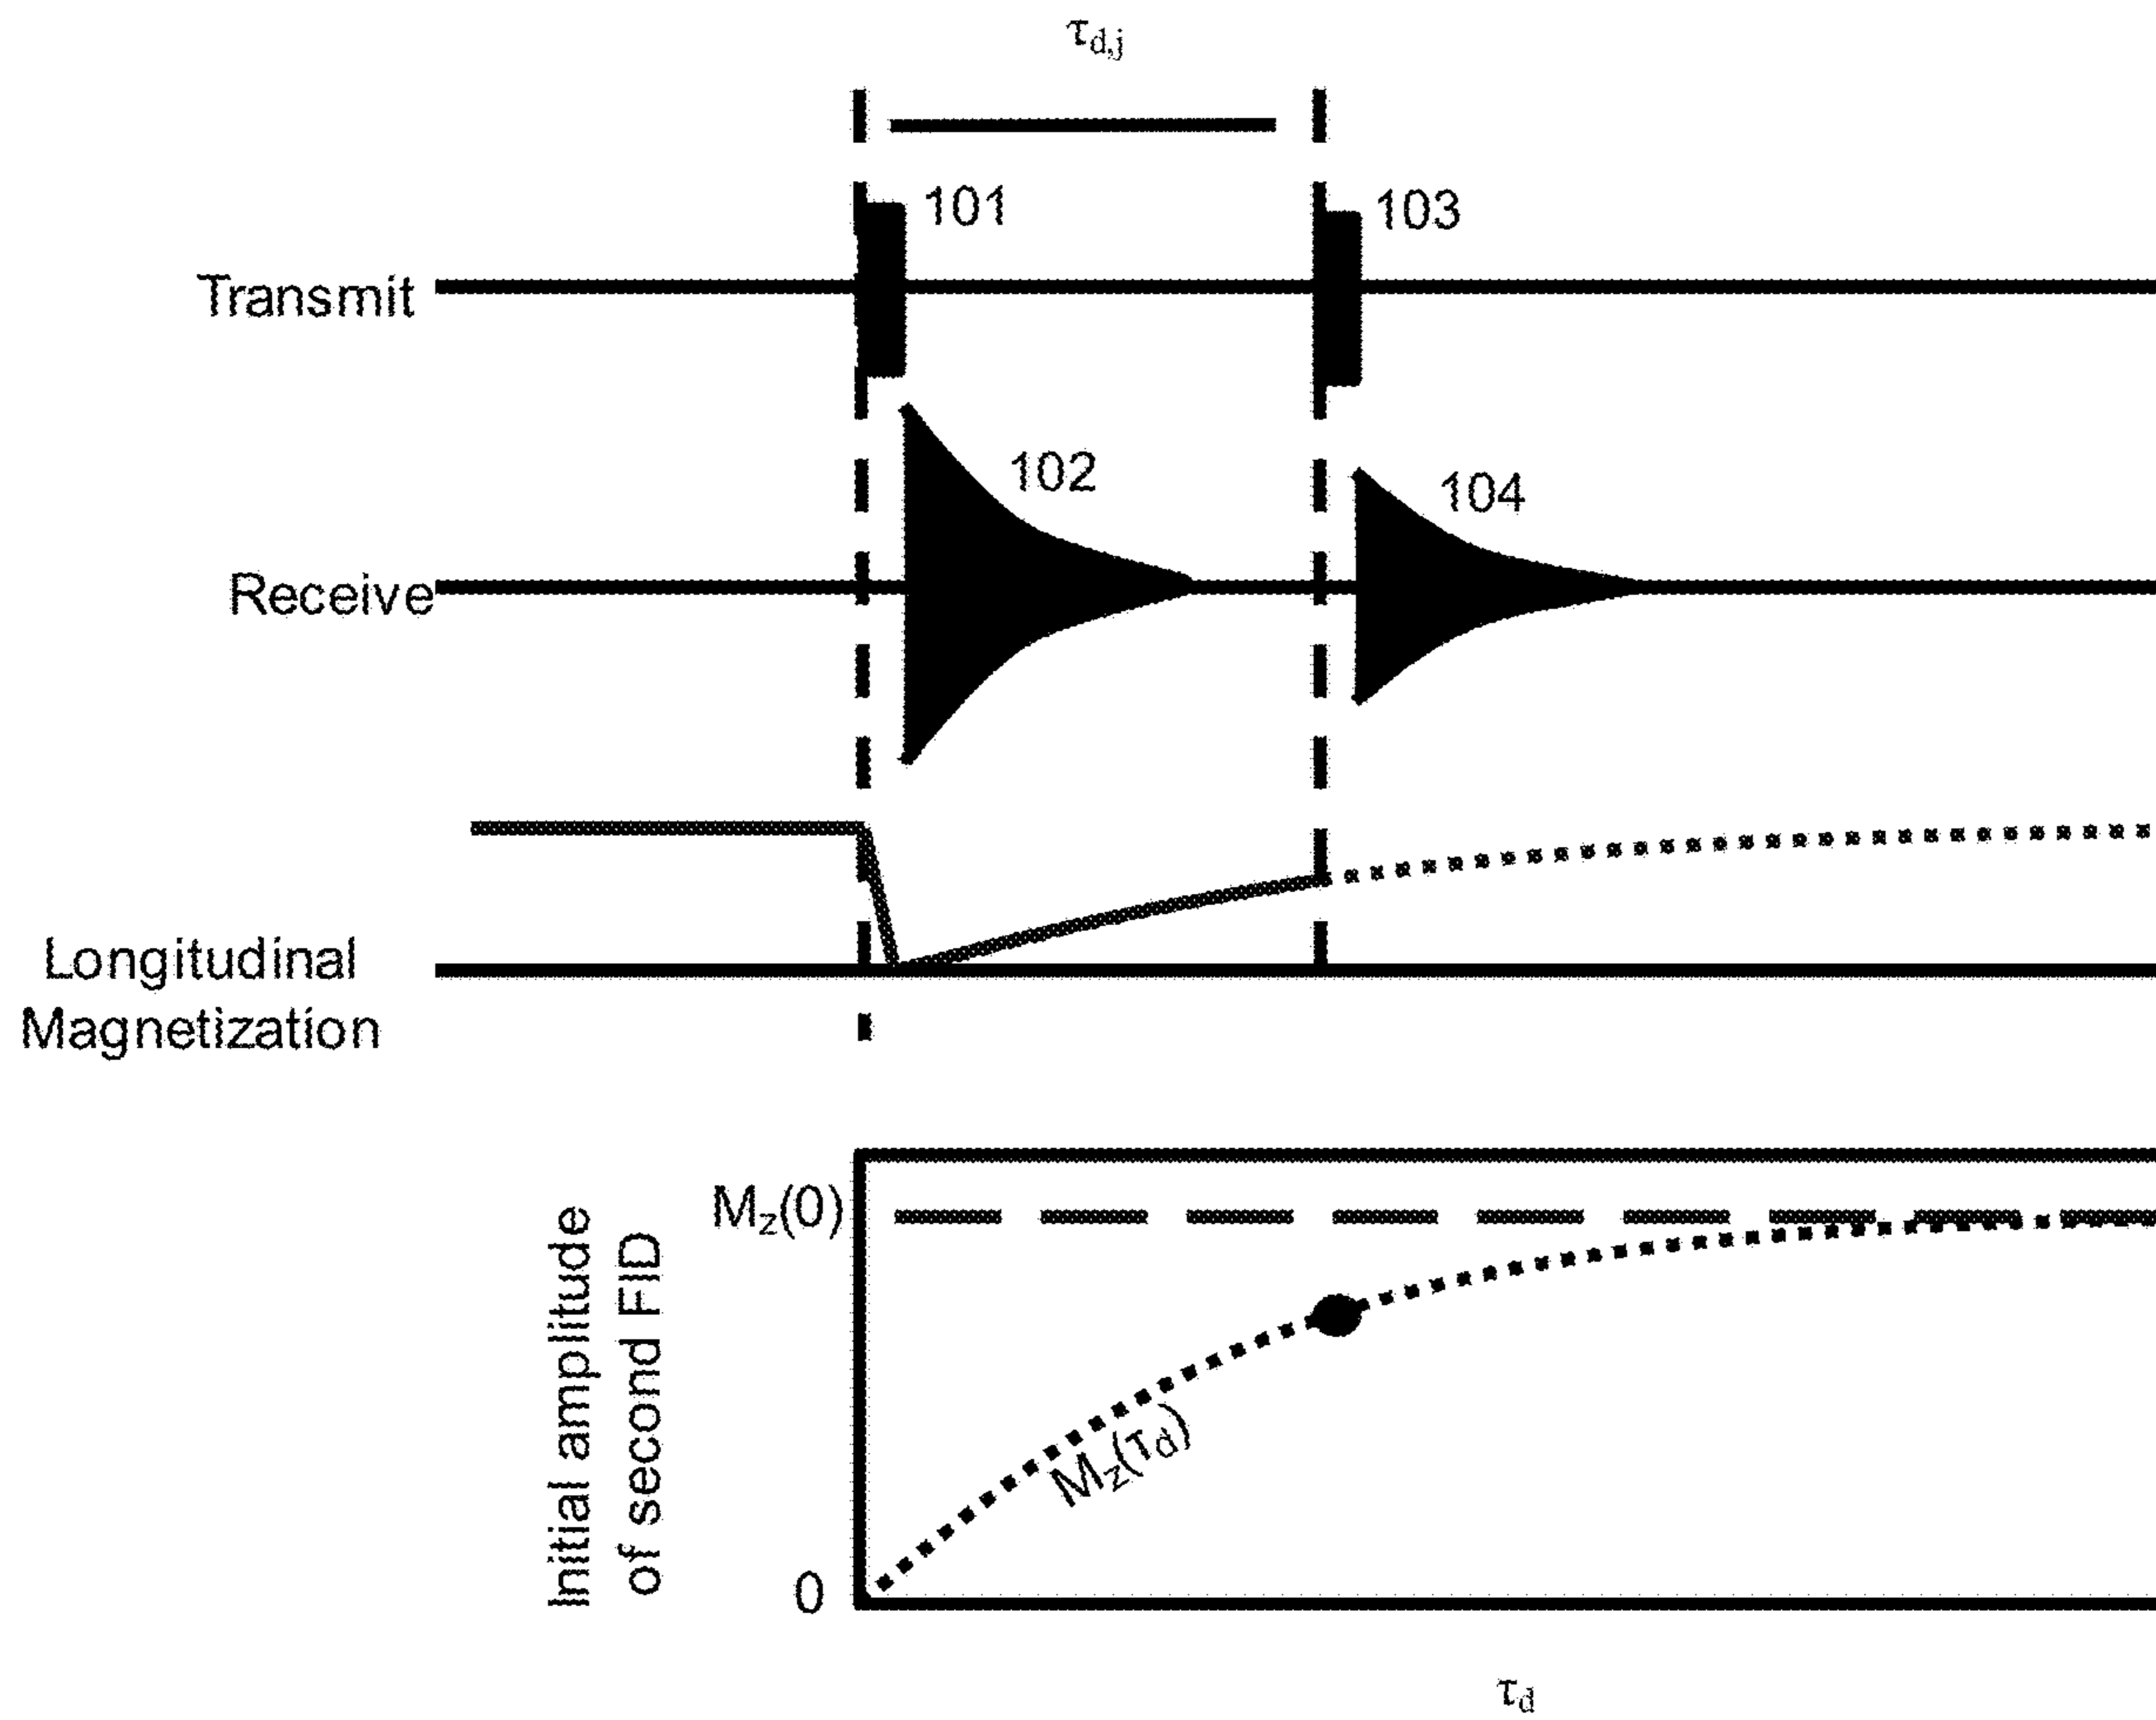 τd,j
101
103
Transmit
102
104
Receive
Longitudinal
Magnetization
Mz(0)
Initial amplitude
of second FID
Mz(τd)
0
τd